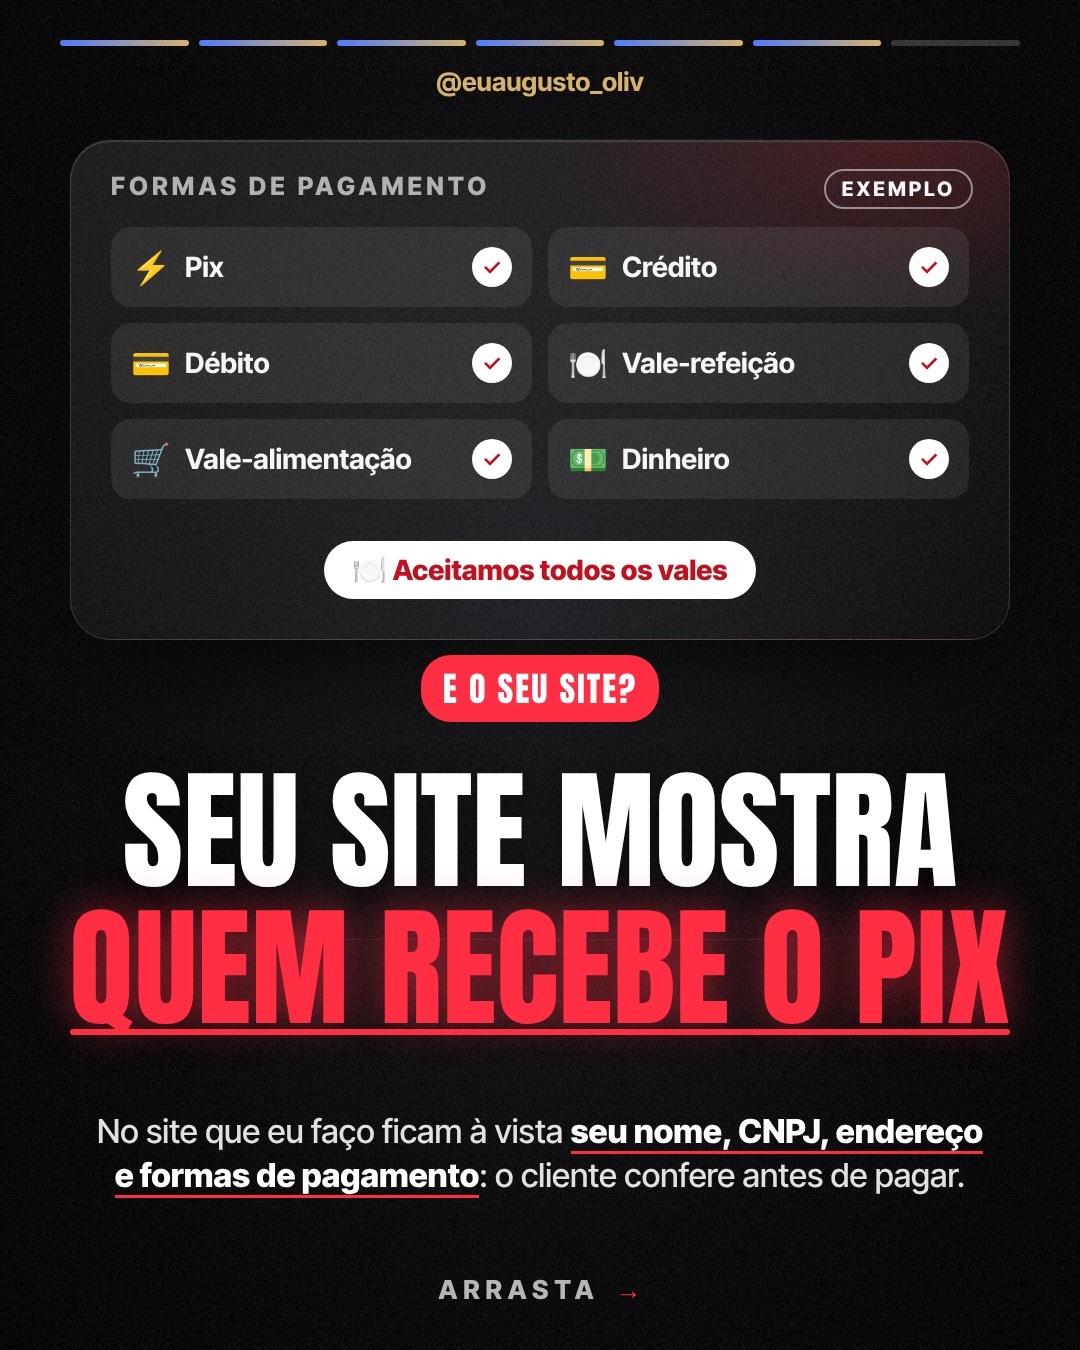 @euaugusto_oliv
FORMAS DE PAGAMENTO
EXEMPLO
Pix
Crédito
Débito
Vale-refeição
Vale-alimentação
Dinheiro
Aceitamos todos os vales
E O SEU SITE?
SEU SITE MOSTRA
QUEM RECEBE O PIX
No site que eu faço ficam à vista seu nome, CNPJ, endereço
e formas de pagamento: o cliente confere antes de pagar.
ARRASTA →